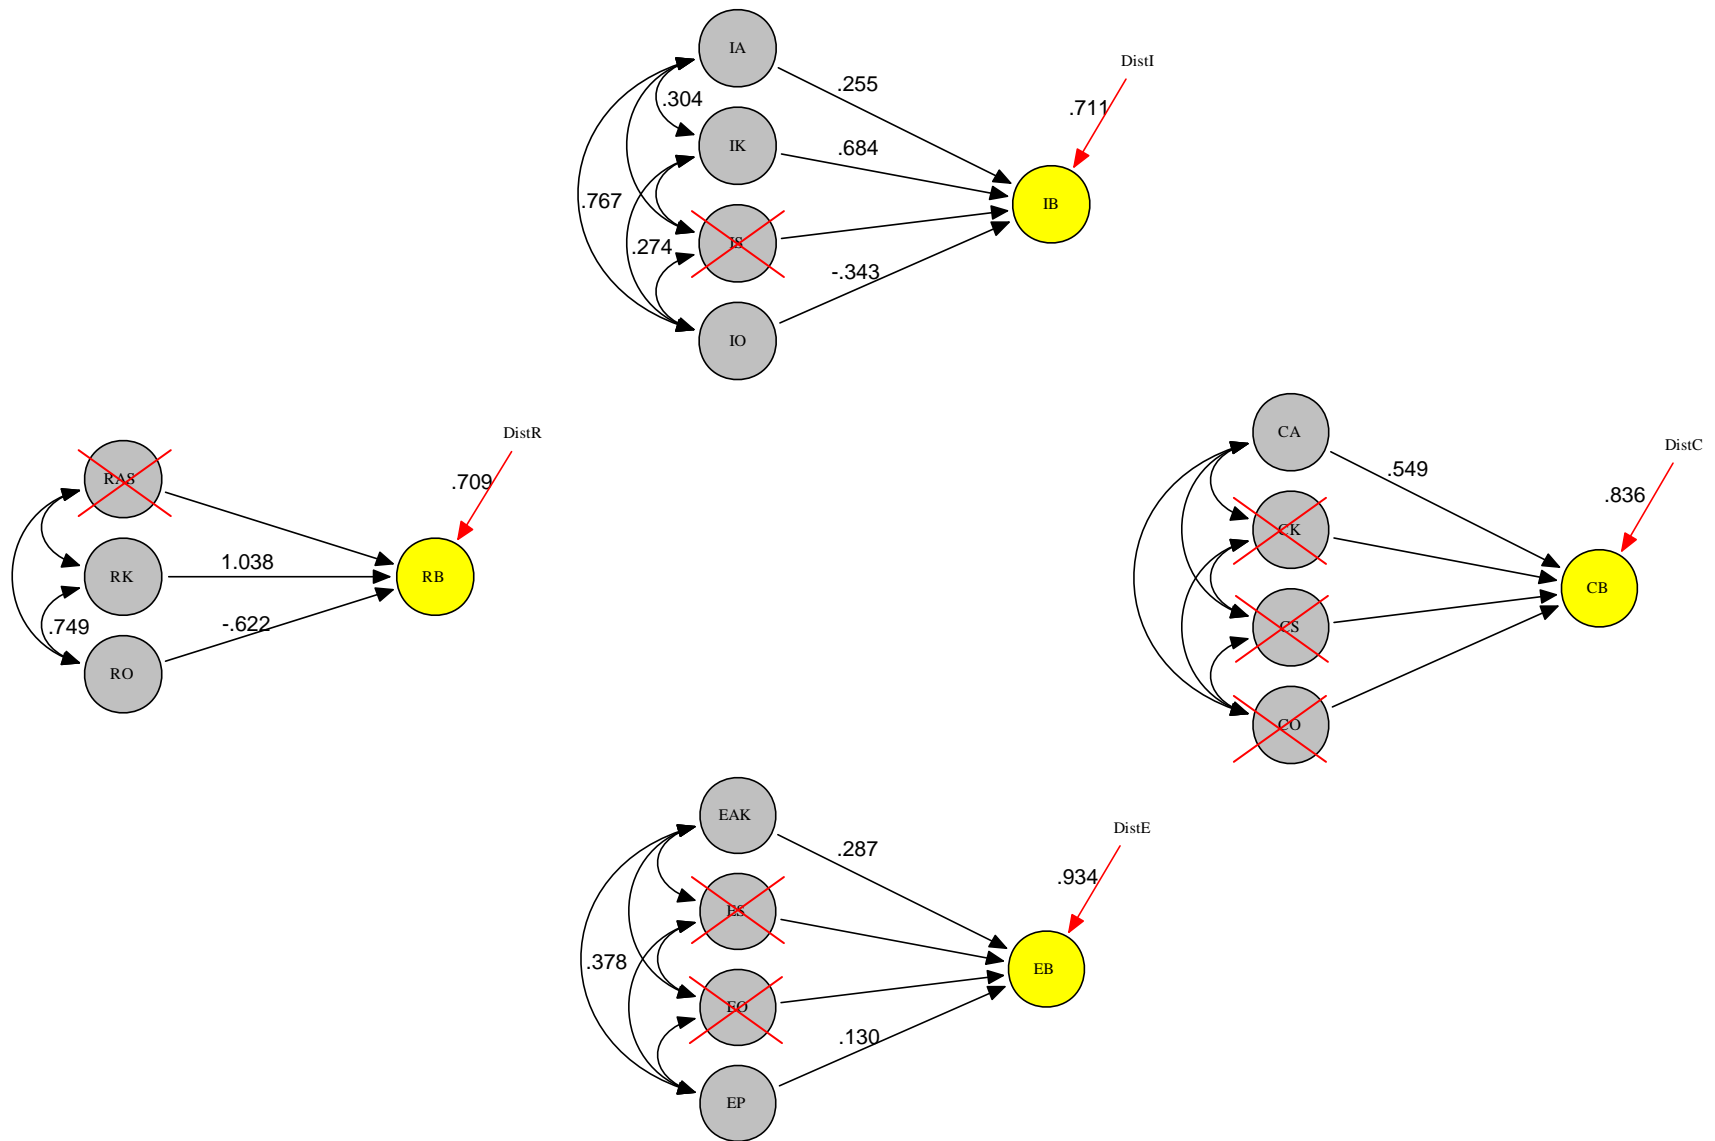 IA
DistI
.255
.304
.711
IK
.684
.767
IB
IS
.274
-.343
IO
CA
DistR
DistC
.549
RAS
.709
.836
CK
1.038
RK
RB
CB
.749
-.622
CS
RO
CO
EAK
DistE
.287
.934
ES
.378
EB
EO
.130
EP